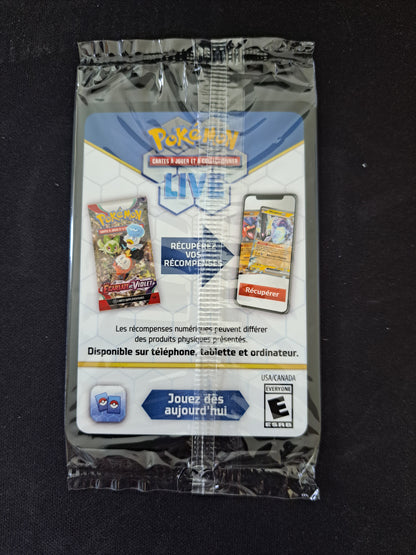 POKÉMON
CARTES À JOUER ET À COLLECTIONNER
LIVE
POKÉMON
ÉCARLATE ET VIOLET
RÉCUPÉREZ
VOS
RÉCOMPENSES
Récupérer
Les récompenses numériques peuvent différer
des produits physiques présentés.
Disponible sur téléphone, tablette et ordinateur.
Jouez dès
aujourd'hui
USA/CANADA
EVERYONE
E
ESRB